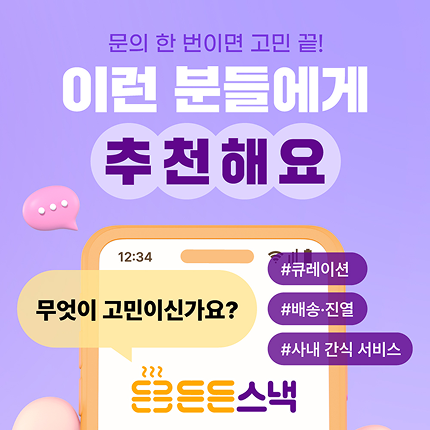 문의 한 번이면 고민 끝!
이런 분들에게
추천해요
12:34
#큐레이션
무엇이 고민이신가요?
#배송·진열
#사내 간식 서비스
든든스낵